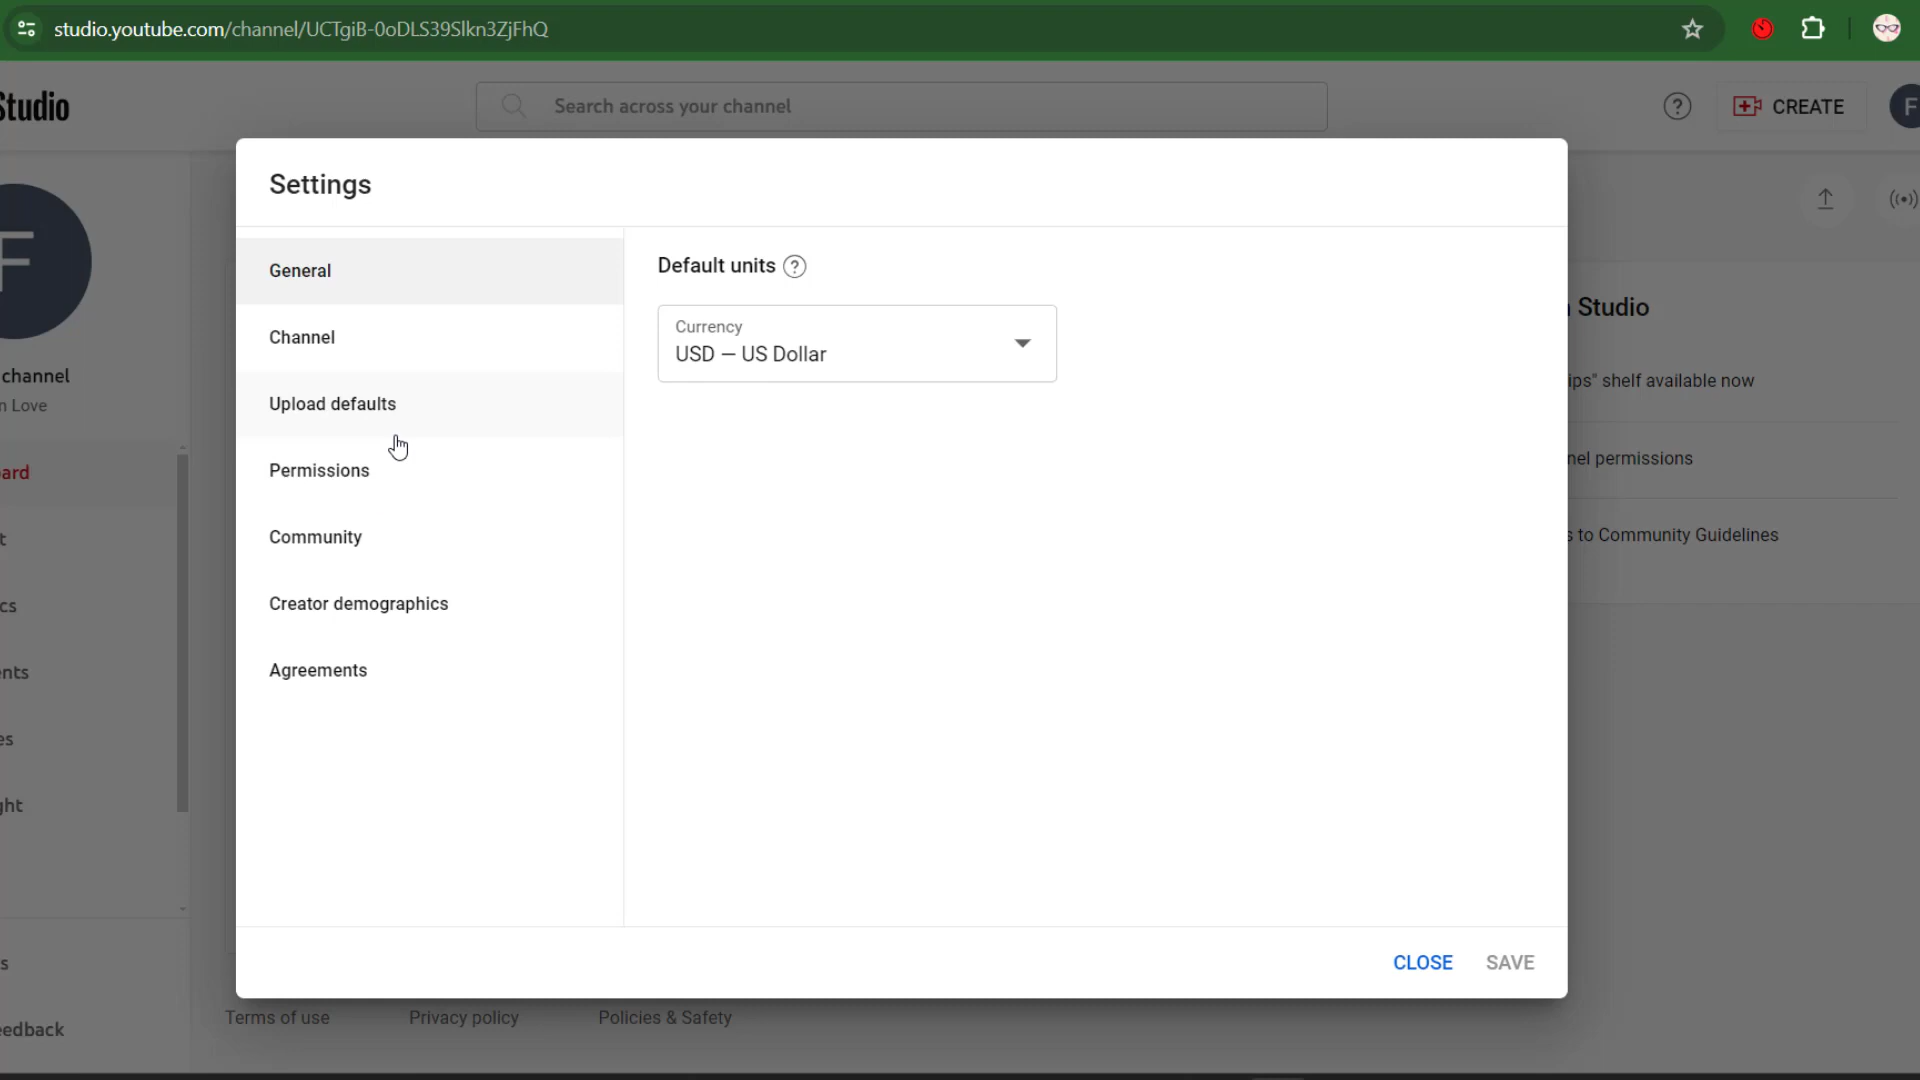 studio.youtube.com/channel/UCTgiB-0oDLS39Slkn3ZjFhQ
Studio
Search across your channel
CREATE
F
Settings
F
General
Default units
Studio
Currency
USD – US Dollar
Channel
channel
ips" shelf available now
n Love
Upload defaults
nel permissions
ard
Permissions
s to Community Guidelines
t
Community
cs
Creator demographics
ents
Agreements
es
ght
s
CLOSE
SAVE
Terms of use
Privacy policy
Policies & Safety
eedback